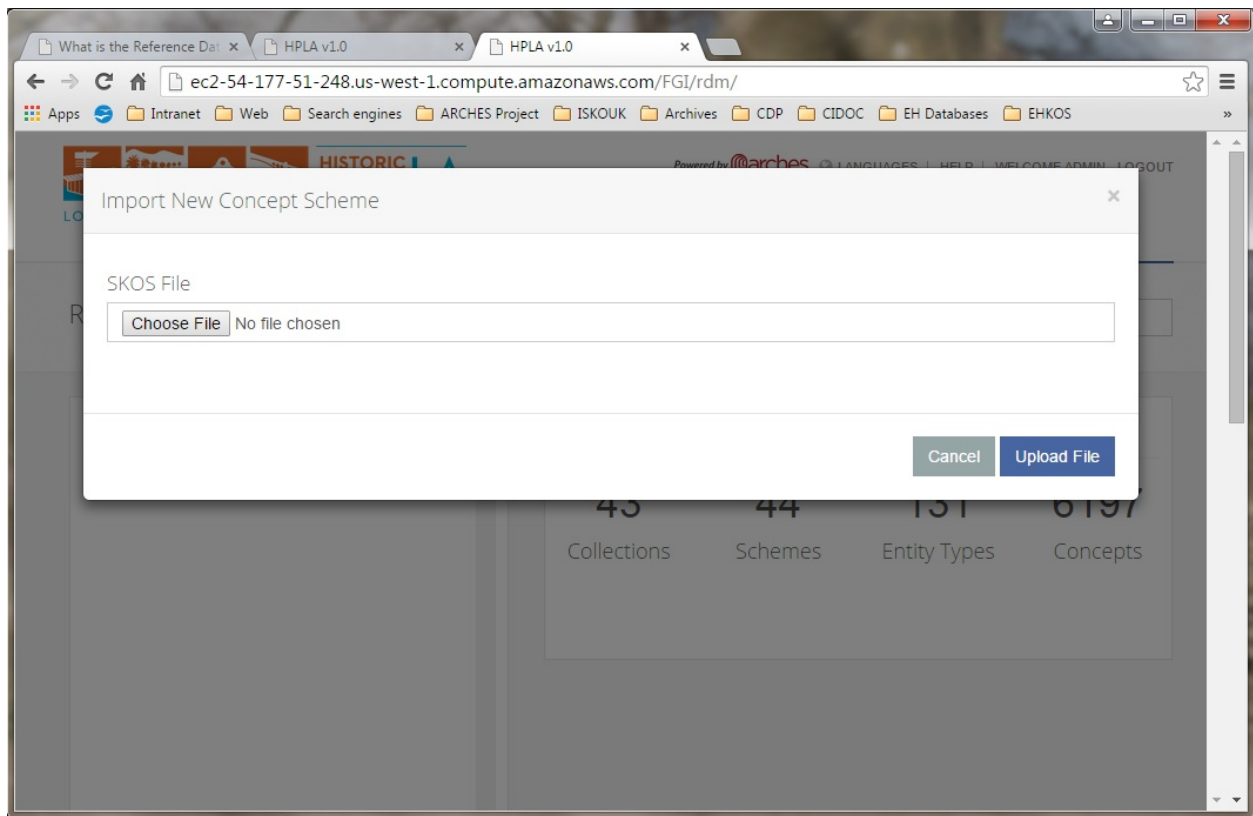 What is the Reference Dat
HPLA v1.0
HPLA v1.0
ec2-54-177-51-248.us-west-1.compute.amazonaws.com/FGI/rdm/
Apps Intranet Web Search engines ARCHES Project ISKOUK Archives CDP CIDOC EH Databases EHKOS »
HISTORIC L A
Powered by arches LANGUAGES | HELP | WELCOME ADMIN LOGOUT
LO
Import New Concept Scheme ×
SKOS File
R
Choose File No file chosen
Cancel Upload File
43 44 131 6197
Collections Schemes Entity Types Concepts